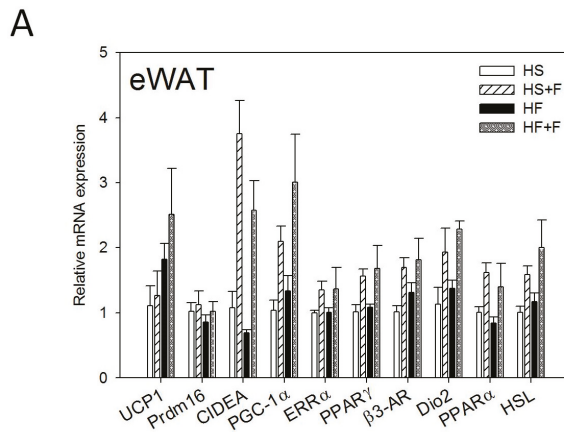 A
eWAT
HS
HS+F
HF
HF+F
Relative mRNA expression
5
4
3
2
1
0
UCP1
Prdm16
CIDEA
PGC-1α
ERRα
PPARγ
β3-AR
Dio2
PPARα
HSL